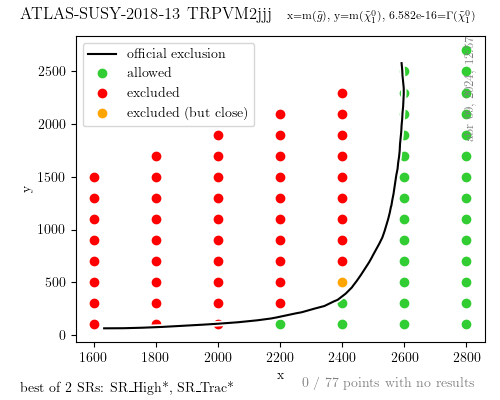 ATLAS-SUSY-2018-13 TRPVM2jjj x=m(g̃), y=m(χ̃₁⁰), 6.582e-16=Γ(χ̃₁⁰)
official exclusion
allowed
excluded
excluded (but close)
2500
2000
1500
1000
500
0
y
1600 1800 2000 2200 2400 2600 2800
x
best of 2 SRs: SR_High*, SR_Trac*
0 / 77 points with no results